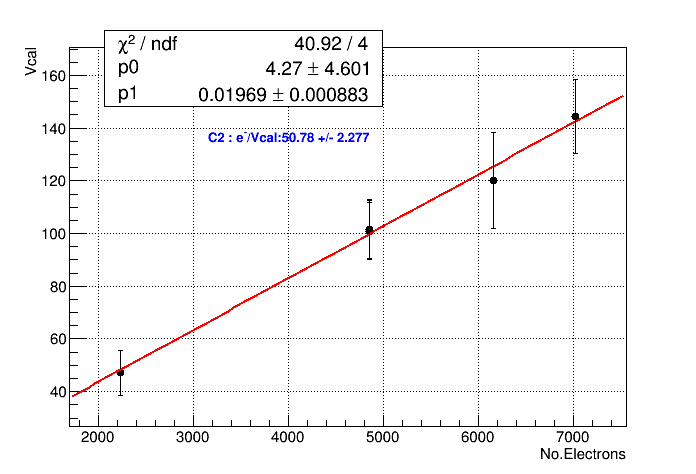 χ² / ndf 40.92 / 4
p0 4.27 ± 4.601
p1 0.01969 ± 0.000883
C2 : e⁻/Vcal:50.78 +/- 2.277
Vcal
160
140
120
100
80
60
40
2000 3000 4000 5000 6000 7000
No.Electrons